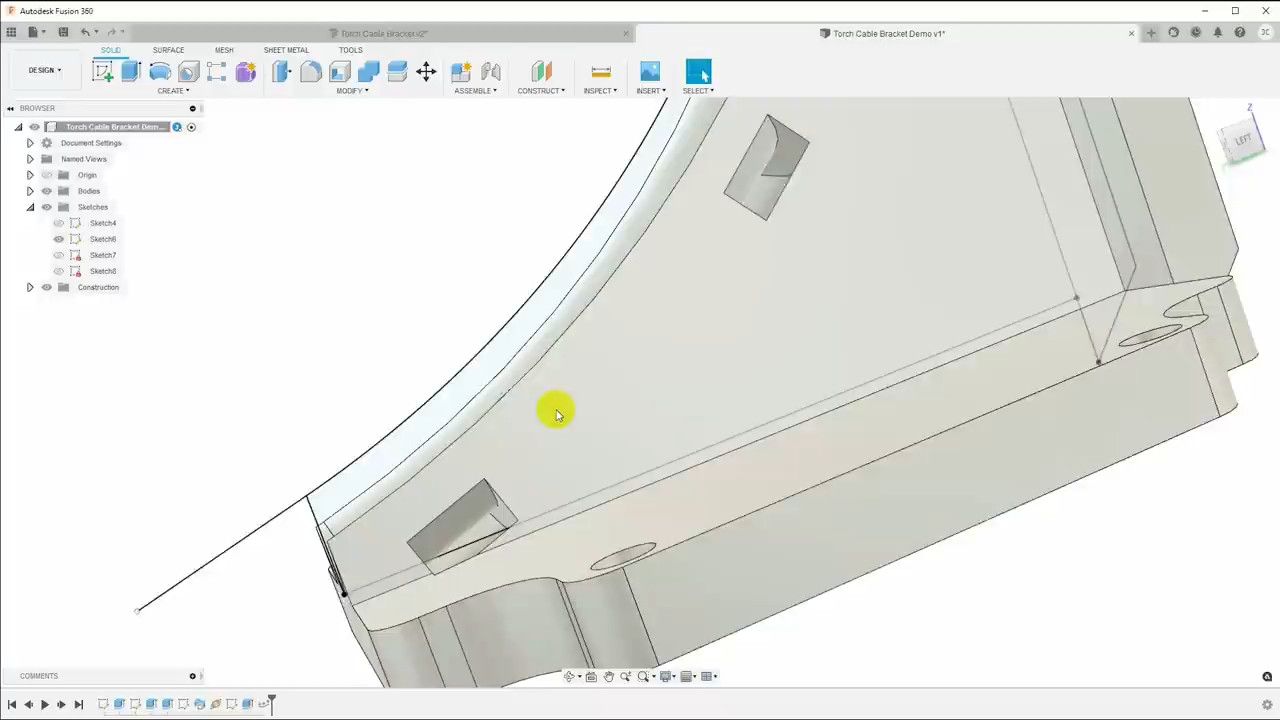 Autodesk Fusion 360
Torch Cable Bracket v2*
Torch Cable Bracket Demo v1*
DESIGN
SOLID
SURFACE
MESH
SHEET METAL
TOOLS
CREATE
MODIFY
ASSEMBLE
CONSTRUCT
INSPECT
INSERT
SELECT
BROWSER
Torch Cable Bracket Dem...
Document Settings
Named Views
Origin
Bodies
Sketches
Sketch4
Sketch6
Sketch7
Sketch8
Construction
Z
LEFT
COMMENTS